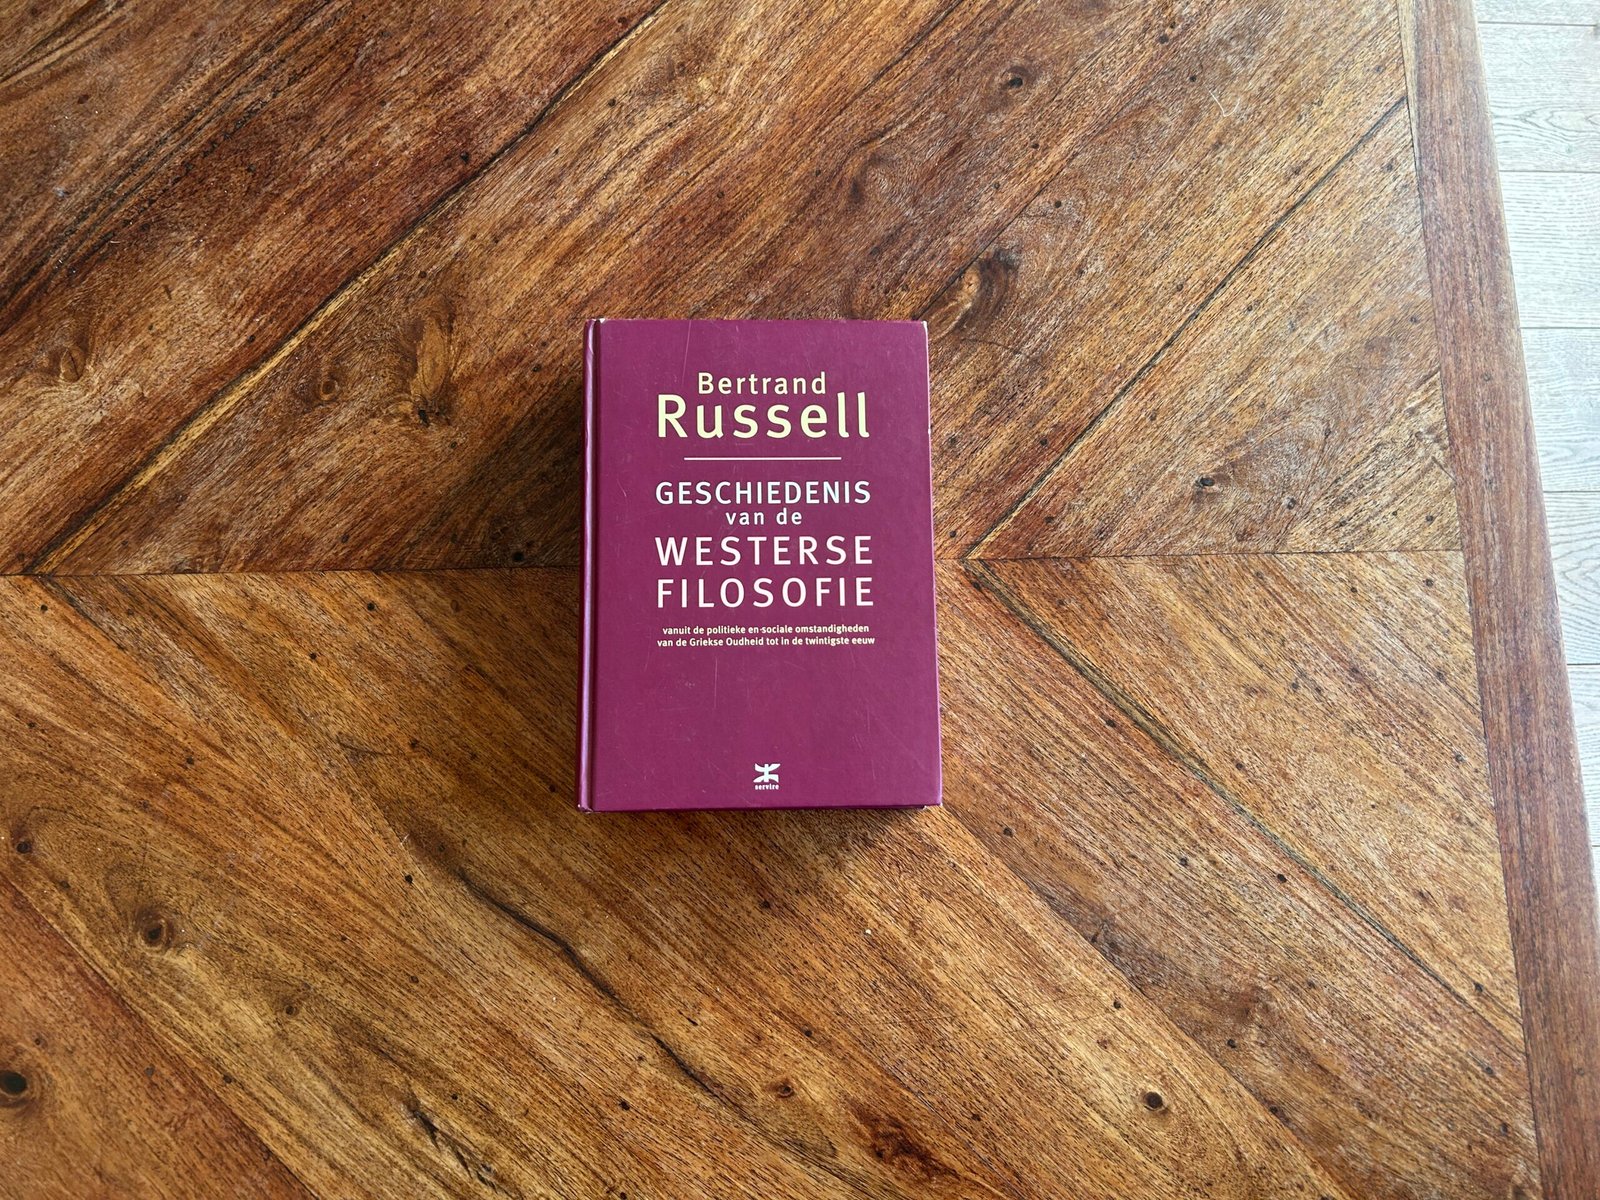 Bertrand
Russell
GESCHIEDENIS
van de
WESTERSE
FILOSOFIE
vanuit de politieke en sociale omstandigheden
van de Griekse Oudheid tot in de twintigste eeuw
servire